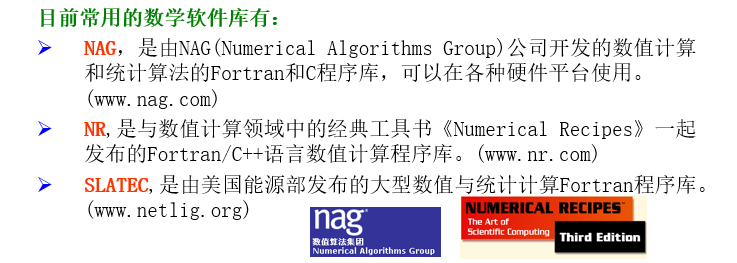 目前常用的数学软件库有：
NAG，是由NAG(Numerical Algorithms Group)公司开发的数值计算
和统计算法的Fortran和C程序库，可以在各种硬件平台使用。
(www.nag.com)
NR,是与数值计算领域中的经典工具书《Numerical Recipes》一起
发布的Fortran/C++语言数值计算程序库。(www.nr.com)
SLATEC,是由美国能源部发布的大型数值与统计计算Fortran程序库。
(www.netlig.org)
nag®
数值算法集团
Numerical Algorithms Group
NUMERICAL RECIPES™
The Art of
Scientific Computing
Third Edition